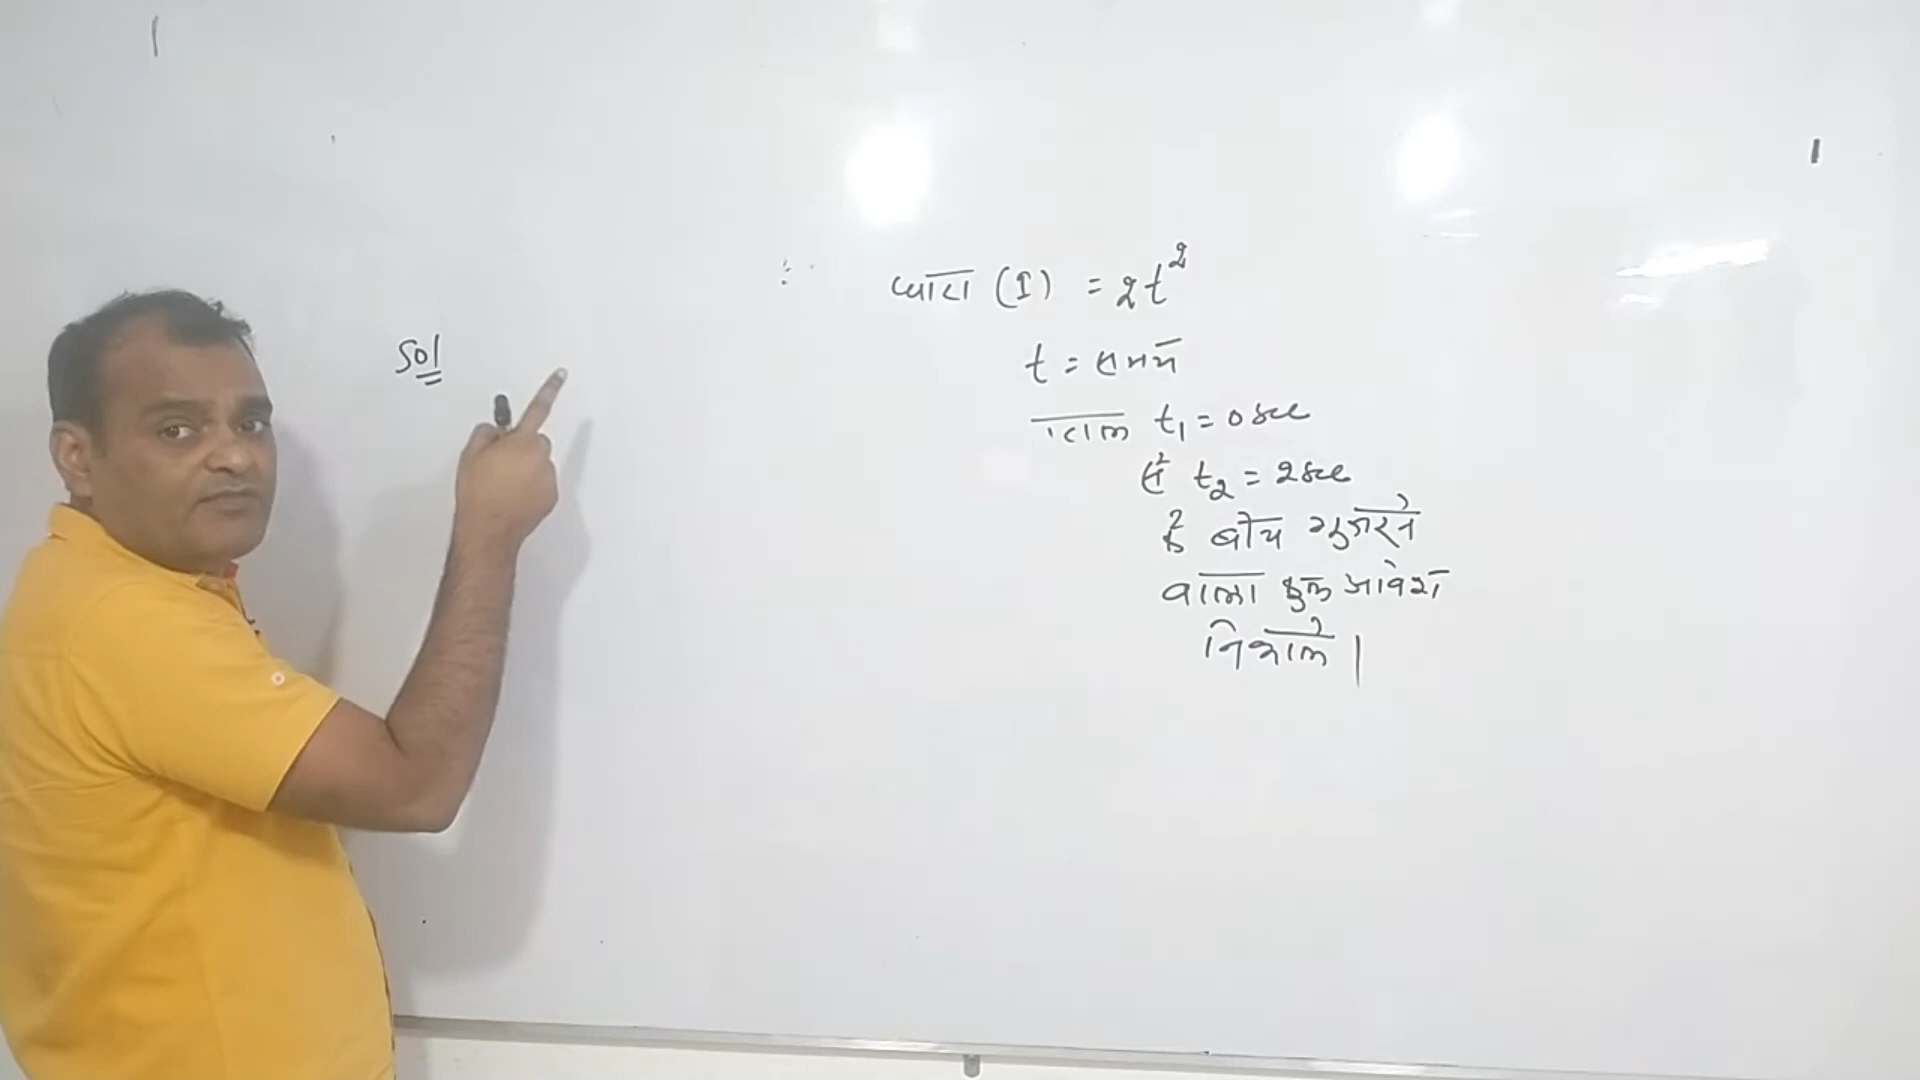 Sol
धारा (I) = 2t²
t = समय
t₁ = 0 sec
से t₂ = 2 sec
के बीच गुजरने
वाला कुल आवेश
निकाले।